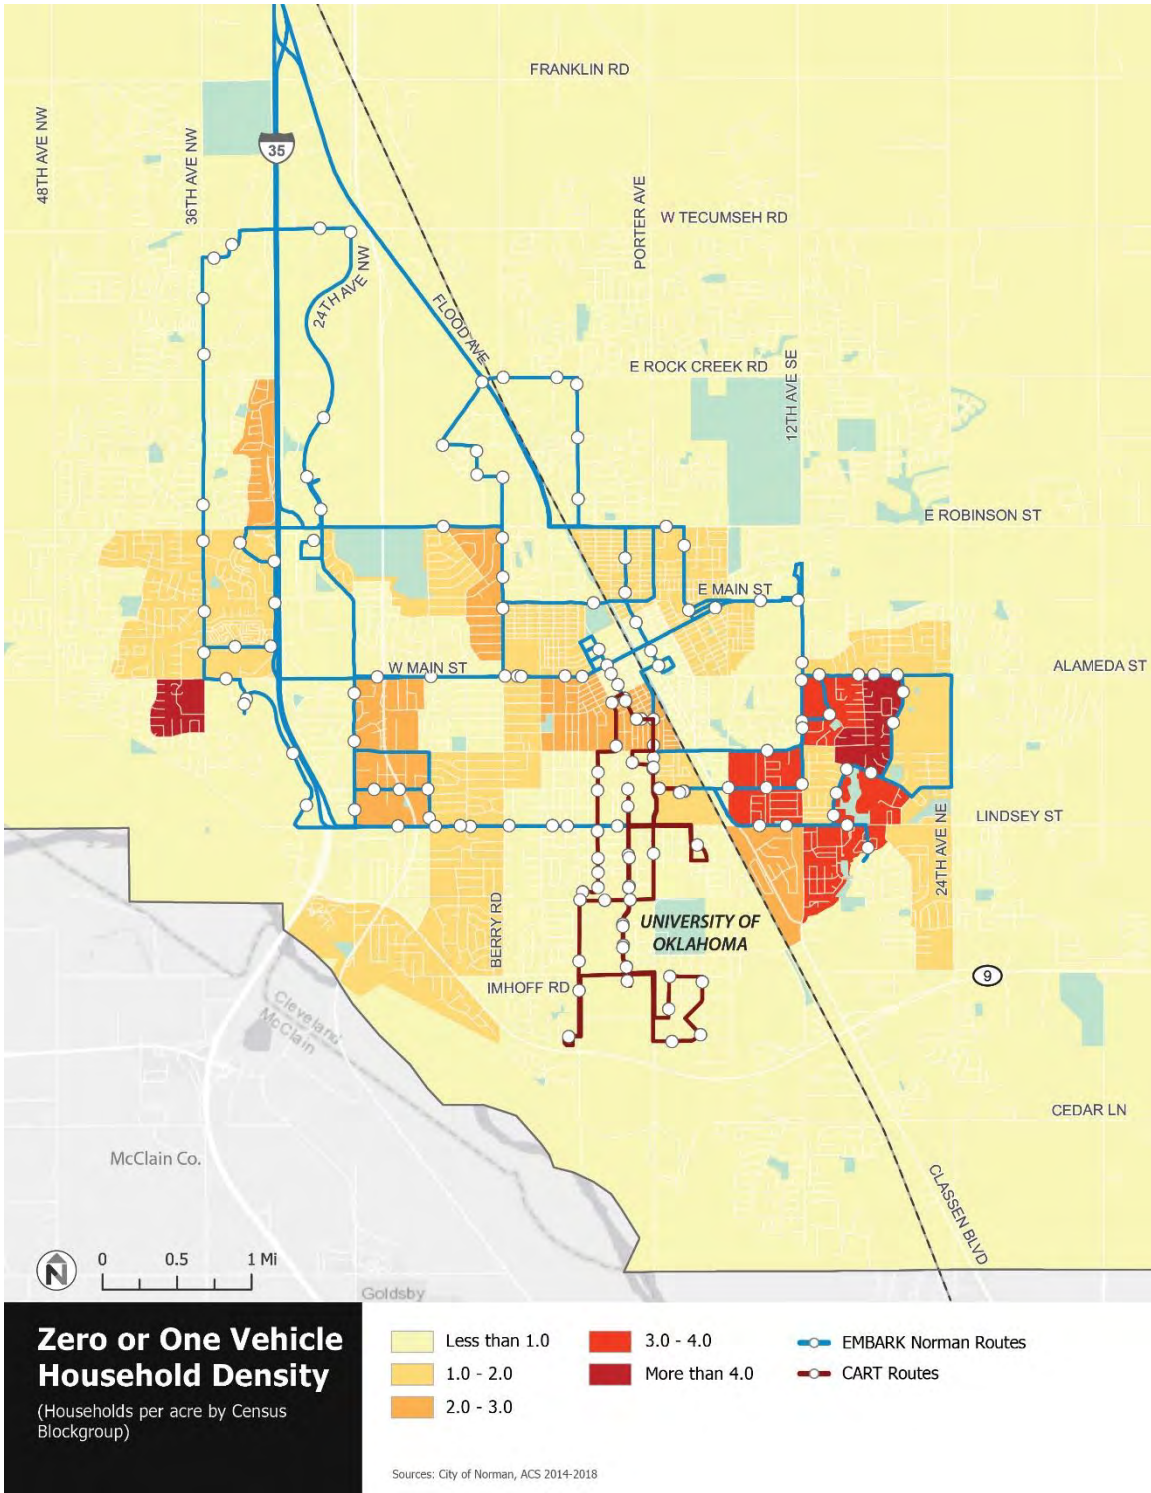 FRANKLIN RD
48TH AVE NW
36TH AVE NW
35
PORTER AVE
W TECUMSEH RD
24TH AVE NW
FLOOD AVE
E ROCK CREEK RD
12TH AVE SE
E ROBINSON ST
E MAIN ST
W MAIN ST
ALAMEDA ST
LINDSEY ST
24TH AVE NE
BERRY RD
UNIVERSITY OF
OKLAHOMA
IMHOFF RD
9
Cleveland
McClain
CEDAR LN
McClain Co.
CLASSEN BLVD
N
0 0.5 1 Mi
Goldsby
Zero or One Vehicle
Household Density
(Households per acre by Census
Blockgroup)
Less than 1.0
1.0 - 2.0
2.0 - 3.0
3.0 - 4.0
More than 4.0
EMBARK Norman Routes
CART Routes
Sources: City of Norman, ACS 2014-2018